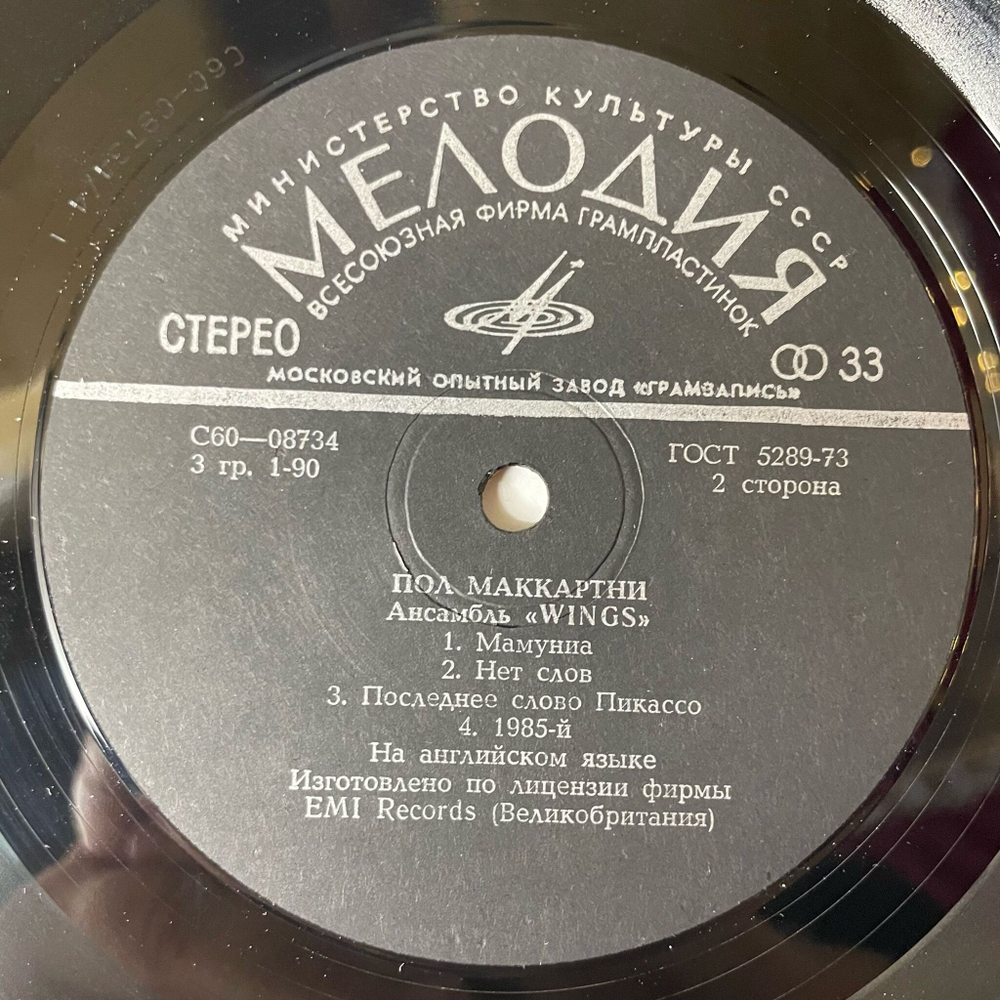 МИНИСТЕРСТВО КУЛЬТУРЫ СССР
МЕЛОДИЯ
ВСЕСОЮЗНАЯ ФИРМА ГРАМПЛАСТИНОК
СТЕРЕО
33
МОСКОВСКИЙ ОПЫТНЫЙ ЗАВОД «ГРАМЗАПИСЬ»
С60—08734
3 гр. 1-90
ГОСТ 5289-73
2 сторона
ПОЛ МАККАРТНИ
Ансамбль «WINGS»
1. Мамуниа
2. Нет слов
3. Последнее слово Пикассо
4. 1985-й
На английском языке
Изготовлено по лицензии фирмы
EMI Records (Великобритания)